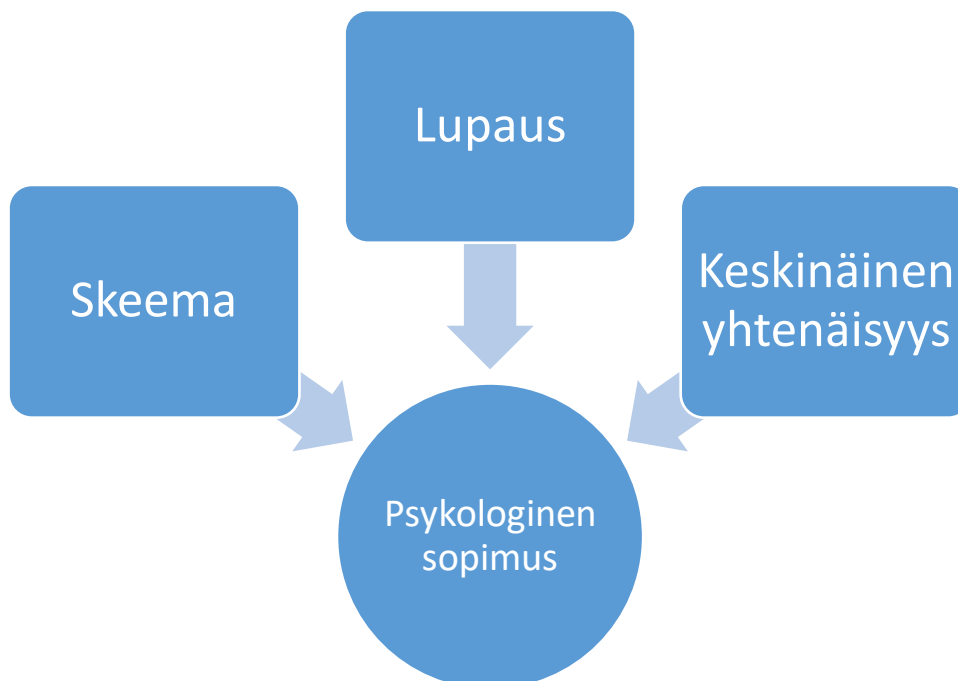 Lupaus
Skeema
Keskinäinen
yhtenäisyys
Psykologinen
sopimus